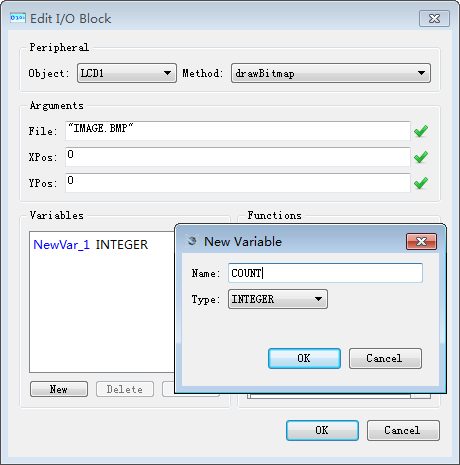 Edit I/O Block
Peripheral
Object: LCD1 Method: drawBitmap
Arguments
File: "IMAGE.BMP"
XPos: 0
YPos: 0
Variables Functions
NewVar_1 INTEGER
New Variable
Name: COUNT
Type: INTEGER
OK Cancel
New Delete
OK Cancel